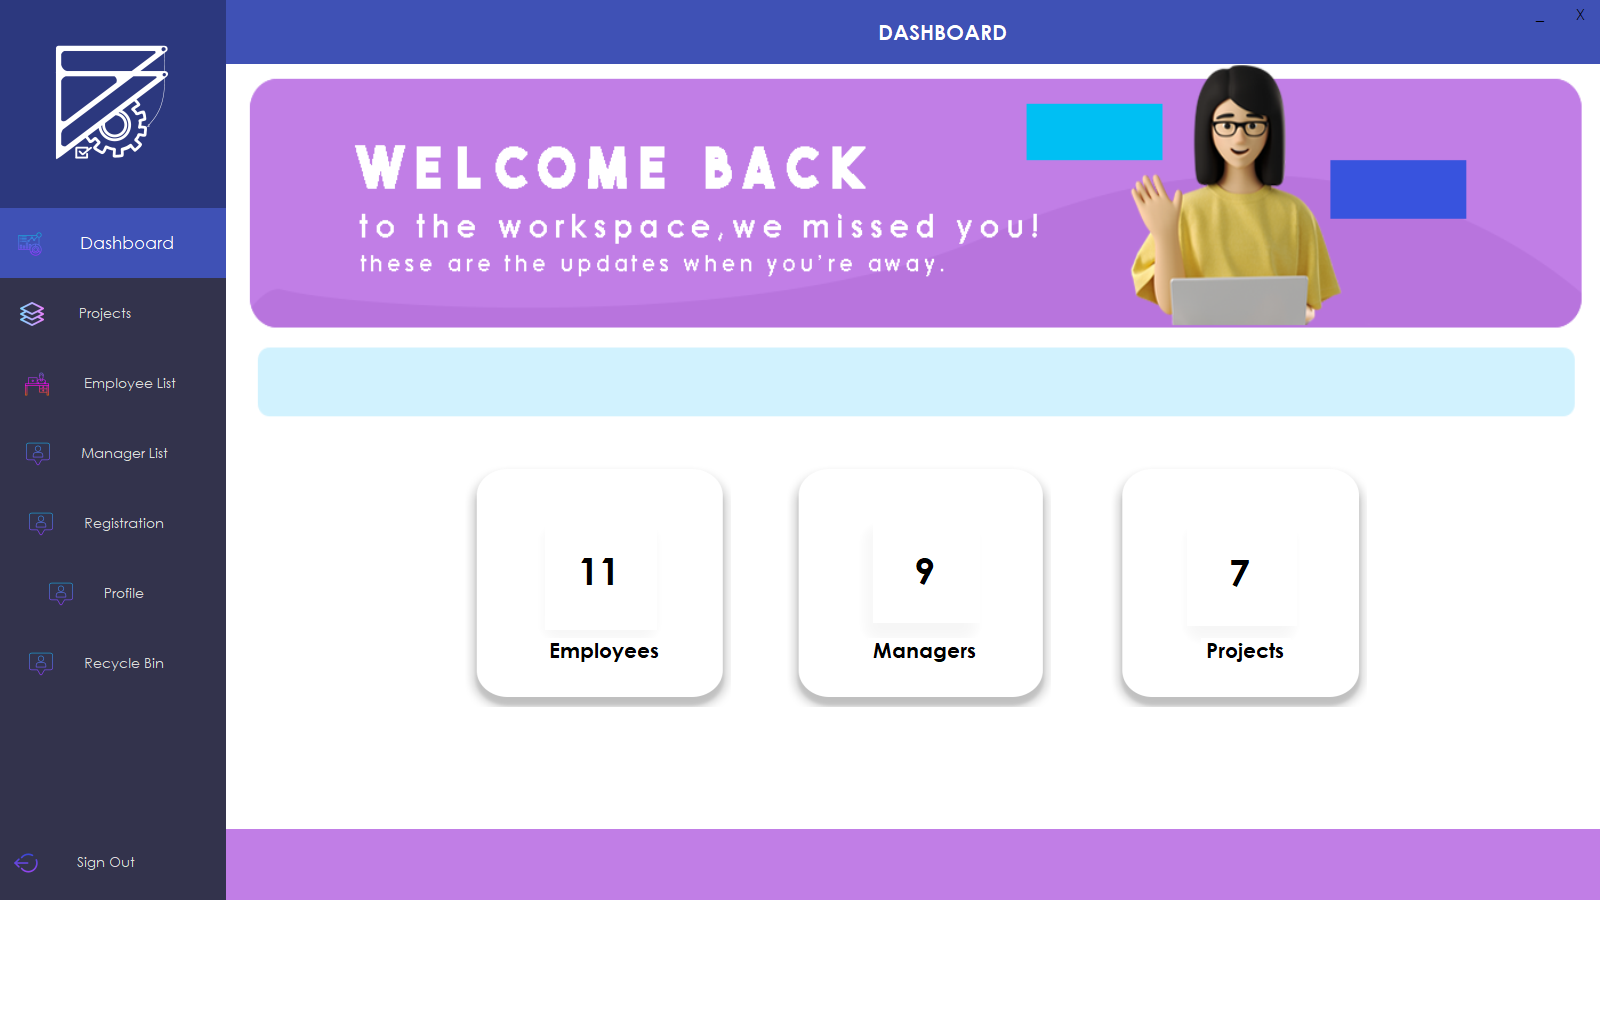 DASHBOARD
_ X
WELCOME BACK
to the workspace,we missed you!
these are the updates when you're away.
Dashboard
Projects
Employee List
Manager List
Registration
Profile
Recycle Bin
Sign Out
11
Employees
9
Managers
7
Projects